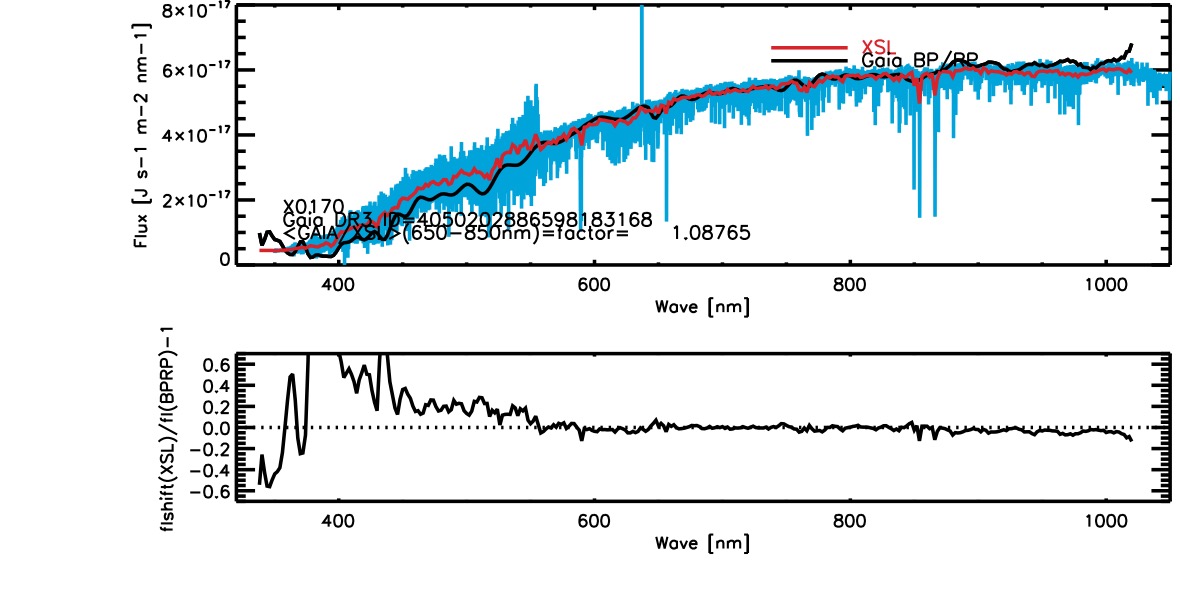 8×10-17
6×10-17
4×10-17
2×10-17
0
Flux [J s-1 m-2 nm-1]
XSL
Gaia BP/RP
X0170
Gaia DR3 ID=4050202886598183168
<GAIA/XSL>(650-850nm)=factor= 1.08765
400 600 800 1000
Wave [nm]
flshift(XSL)/fl(BPRP)-1
0.6
0.4
0.2
0.0
-0.2
-0.4
-0.6
400 600 800 1000
Wave [nm]